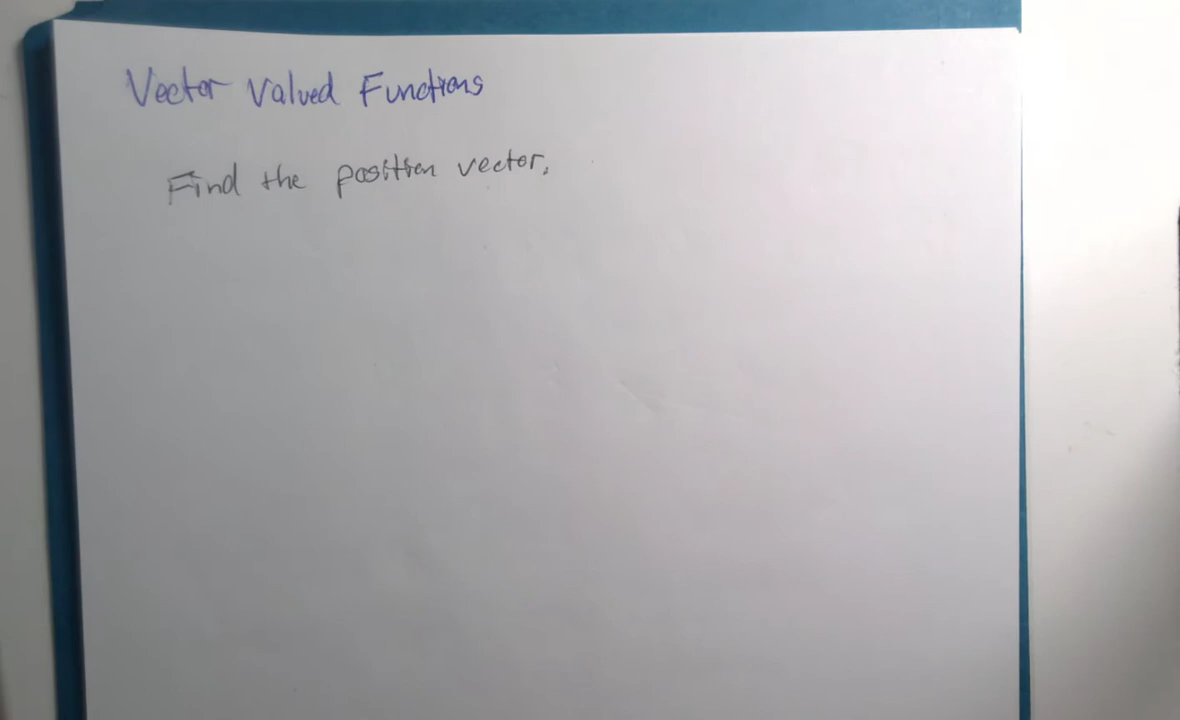 Vector Valued Functions
Find the position vector.